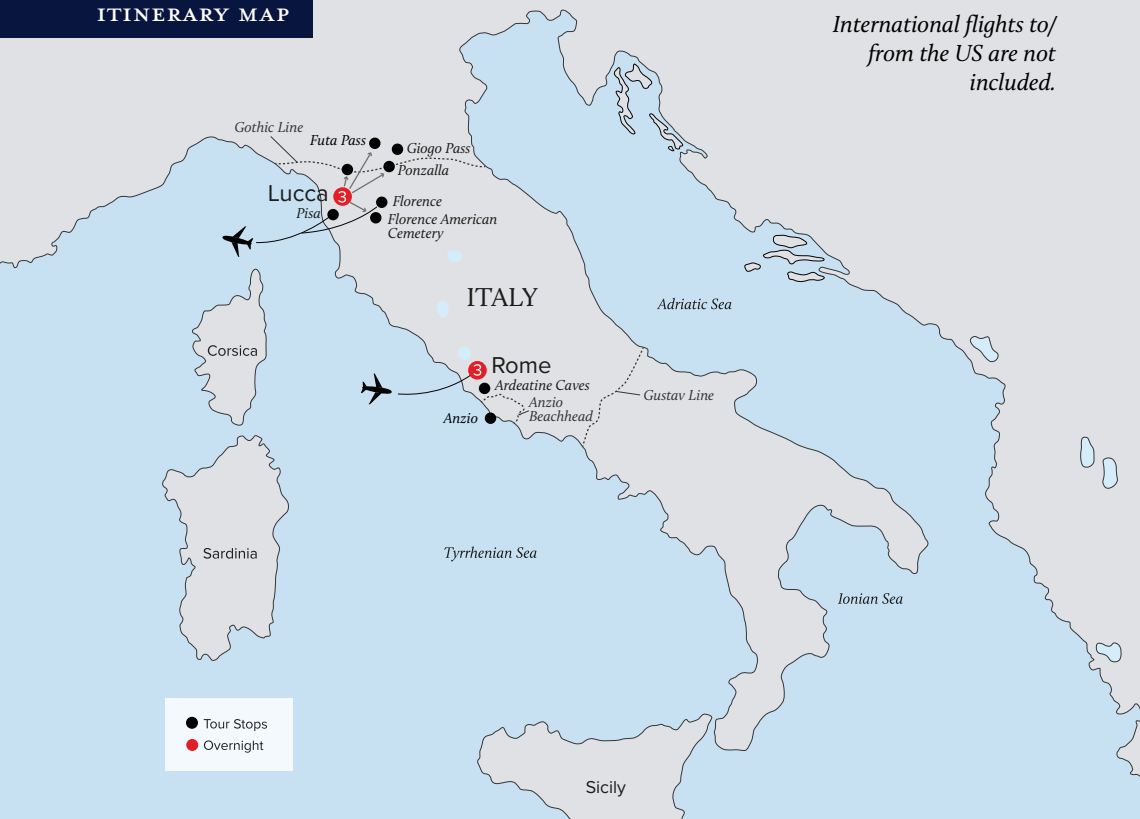 ITINERARY MAP
International flights to/
from the US are not
included.
Gothic Line
Futa Pass
Giogo Pass
Ponzalla
Lucca
3
Pisa
Florence
Florence American
Cemetery
ITALY
Adriatic Sea
Corsica
3
Rome
Ardeatine Caves
Anzio
Beachhead
Gustav Line
Anzio
Tyrrhenian Sea
Sardinia
Ionian Sea
Tour Stops
Overnight
Sicily